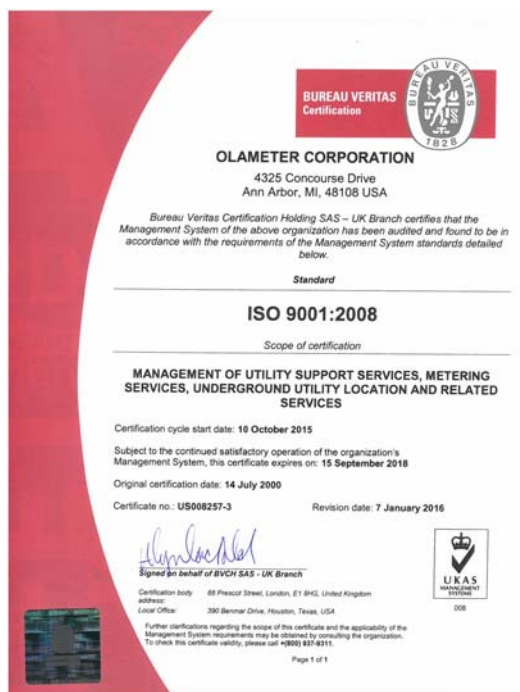 BUREAU VERITAS
Certification
BUREAU VERITAS
1828
OLAMETER CORPORATION
4325 Concourse Drive
Ann Arbor, MI, 48108 USA
Bureau Veritas Certification Holding SAS – UK Branch certifies that the
Management System of the above organization has been audited and found to be in
accordance with the requirements of the Management System standards detailed
below.
Standard
ISO 9001:2008
Scope of certification
MANAGEMENT OF UTILITY SUPPORT SERVICES, METERING
SERVICES, UNDERGROUND UTILITY LOCATION AND RELATED
SERVICES
Certification cycle start date: 10 October 2015
Subject to the continued satisfactory operation of the organization's
Management System, this certificate expires on: 15 September 2018
Original certification date: 14 July 2000
Certificate no.: US008257-3 Revision date: 7 January 2016
Signed on behalf of BVCH SAS - UK Branch
Certification body
address: 66 Prescot Street, London, E1 8HG, United Kingdom
Local Office: 390 Benmar Drive, Houston, Texas, USA
Further clarifications regarding the scope of this certificate and the applicability of the
Management System requirements may be obtained by consulting the organization.
To check this certificate validity, please call +(800) 937-9311.
Page 1 of 1
UKAS
MANAGEMENT
SYSTEMS
008